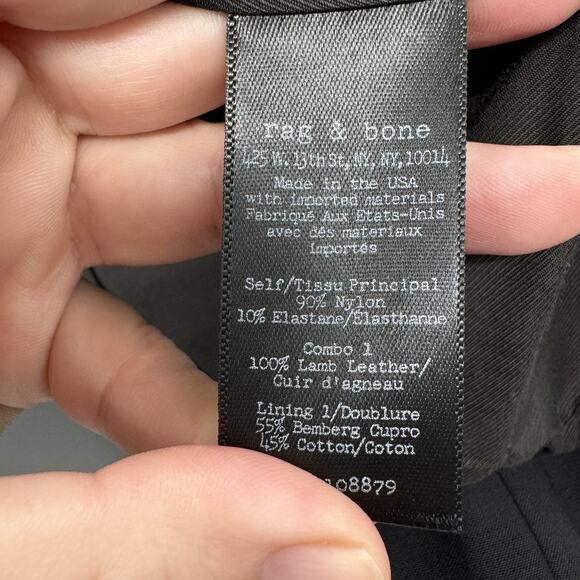 rag & bone
425 W. 13th St, NY, NY, 10014
Made in the USA
with imported materials
Fabriqué Aux Etats-Unis
avec dés materiaux
importés
Self/Tissu Principal
90% Nylon
10% Elastane/Élasthanne
Combo 1
100% Lamb Leather/
Cuir d'agneau
Lining 1/Doublure
55% Bemberg Cupro
45% Cotton/Coton
108879